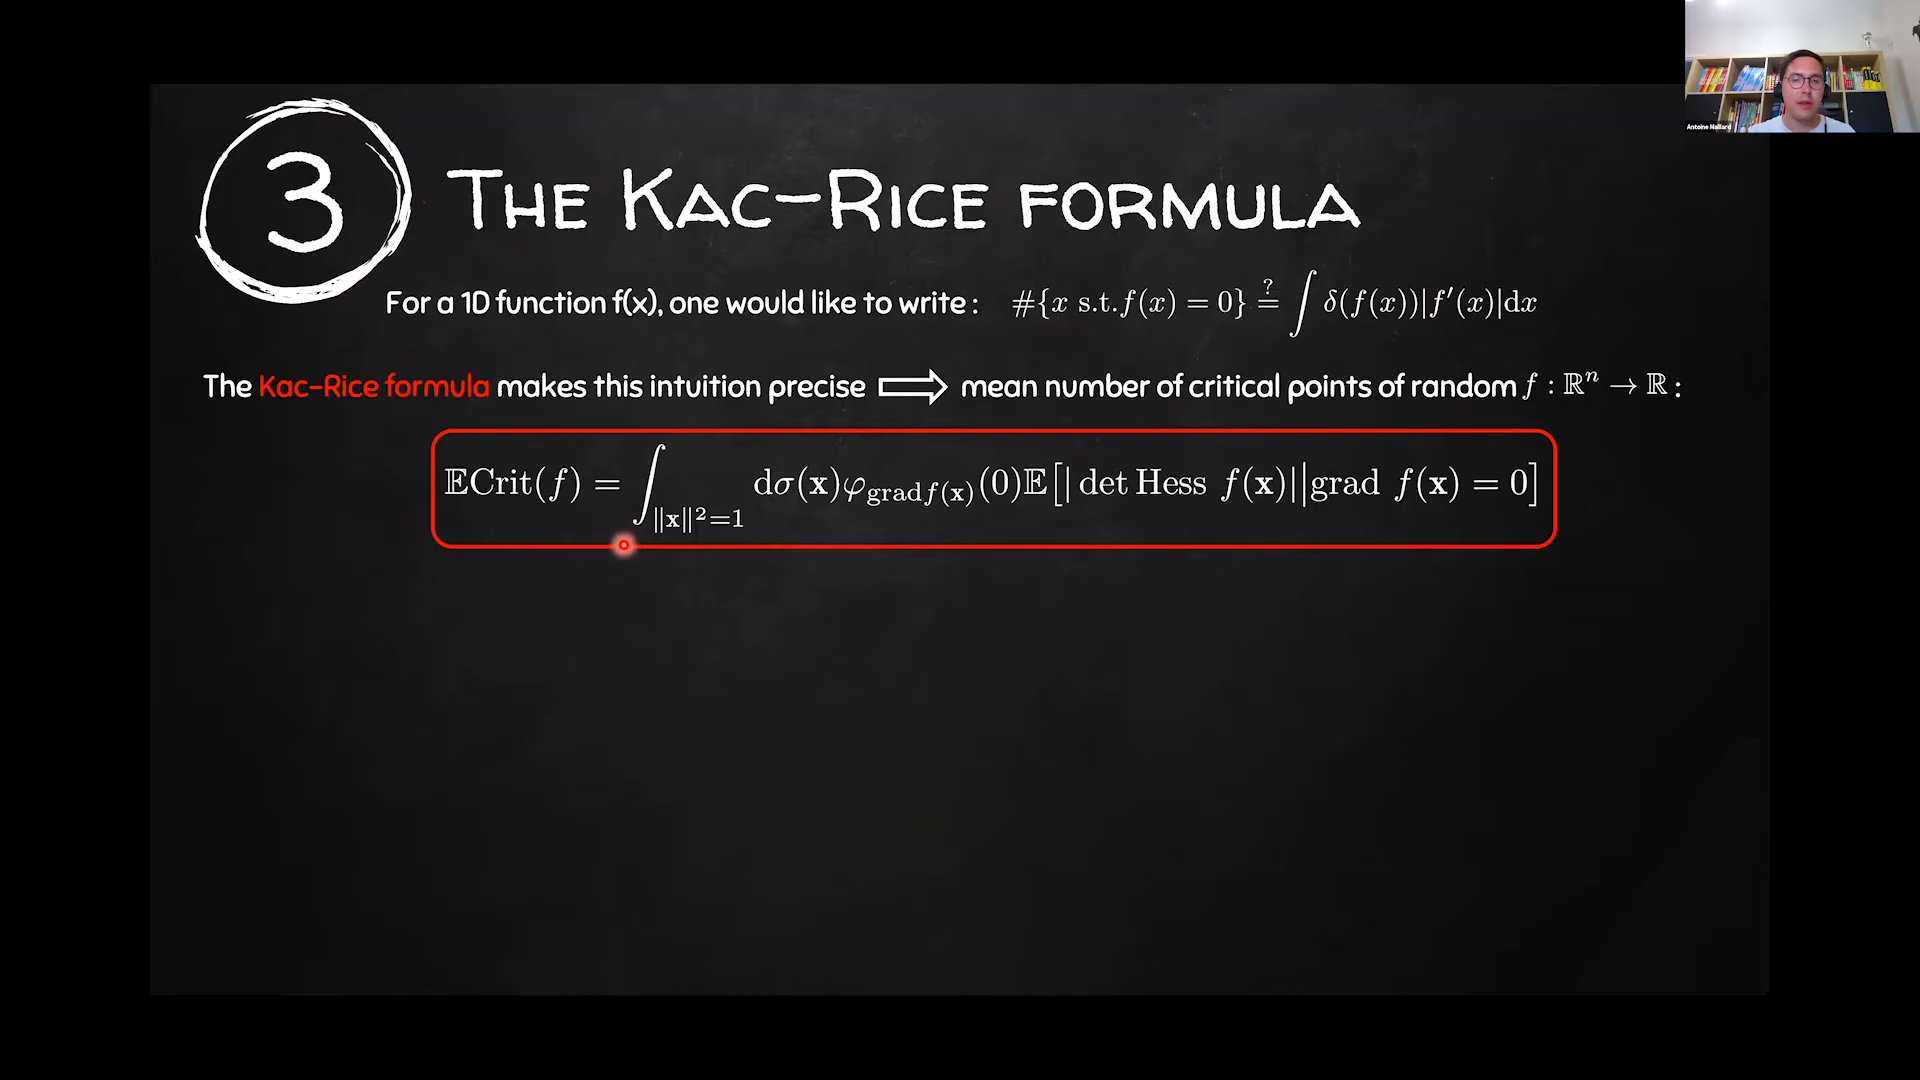 3
THE KAC-RICE FORMULA
For a 1D function f(x), one would like to write : #{x s.t.f(x) = 0} ≟ ∫ δ(f(x))|f′(x)|dx
The Kac-Rice formula makes this intuition precise ⟹ mean number of critical points of random f : ℝⁿ → ℝ :
𝔼Crit(f) = ∫_{‖𝐱‖²=1} dσ(𝐱)φ_{grad f(𝐱)}(0)𝔼[|det Hess f(𝐱)||grad f(𝐱) = 0]
Antoine Maillard